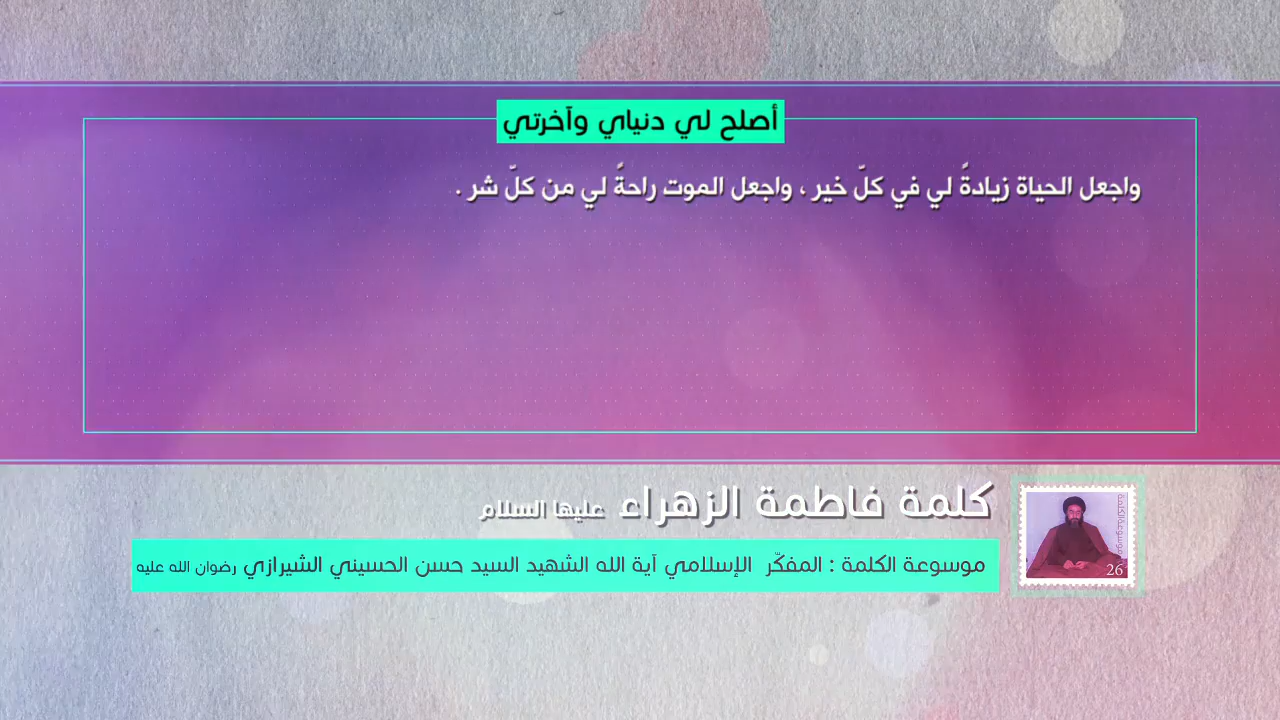 أصلح لي دنياي وآخرتي
واجعل الحياة زيادةً لي في كلّ خير ، واجعل الموت راحةً لي من كلّ شر .
كلمة فاطمة الزهراء عليها السلام
موسوعة الكلمة : المفكّر الإسلامي آية الله الشهيد السيد حسن الحسيني الشيرازي رضوان الله عليه
موسوعة الكلمة
26